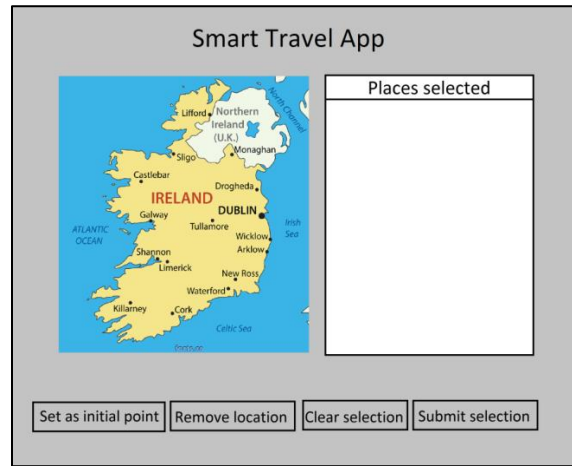 Smart Travel App
Places selected
North Channel
Lifford
Northern
Ireland
(U.K.)
Monaghan
Sligo
Castlebar
Drogheda
IRELAND
DUBLIN
Galway
Tullamore
Irish
Sea
ATLANTIC
OCEAN
Wicklow
Arklow
Shannon
Limerick
New Ross
Waterford
Killarney
Cork
Celtic Sea
Set as initial point
Remove location
Clear selection
Submit selection